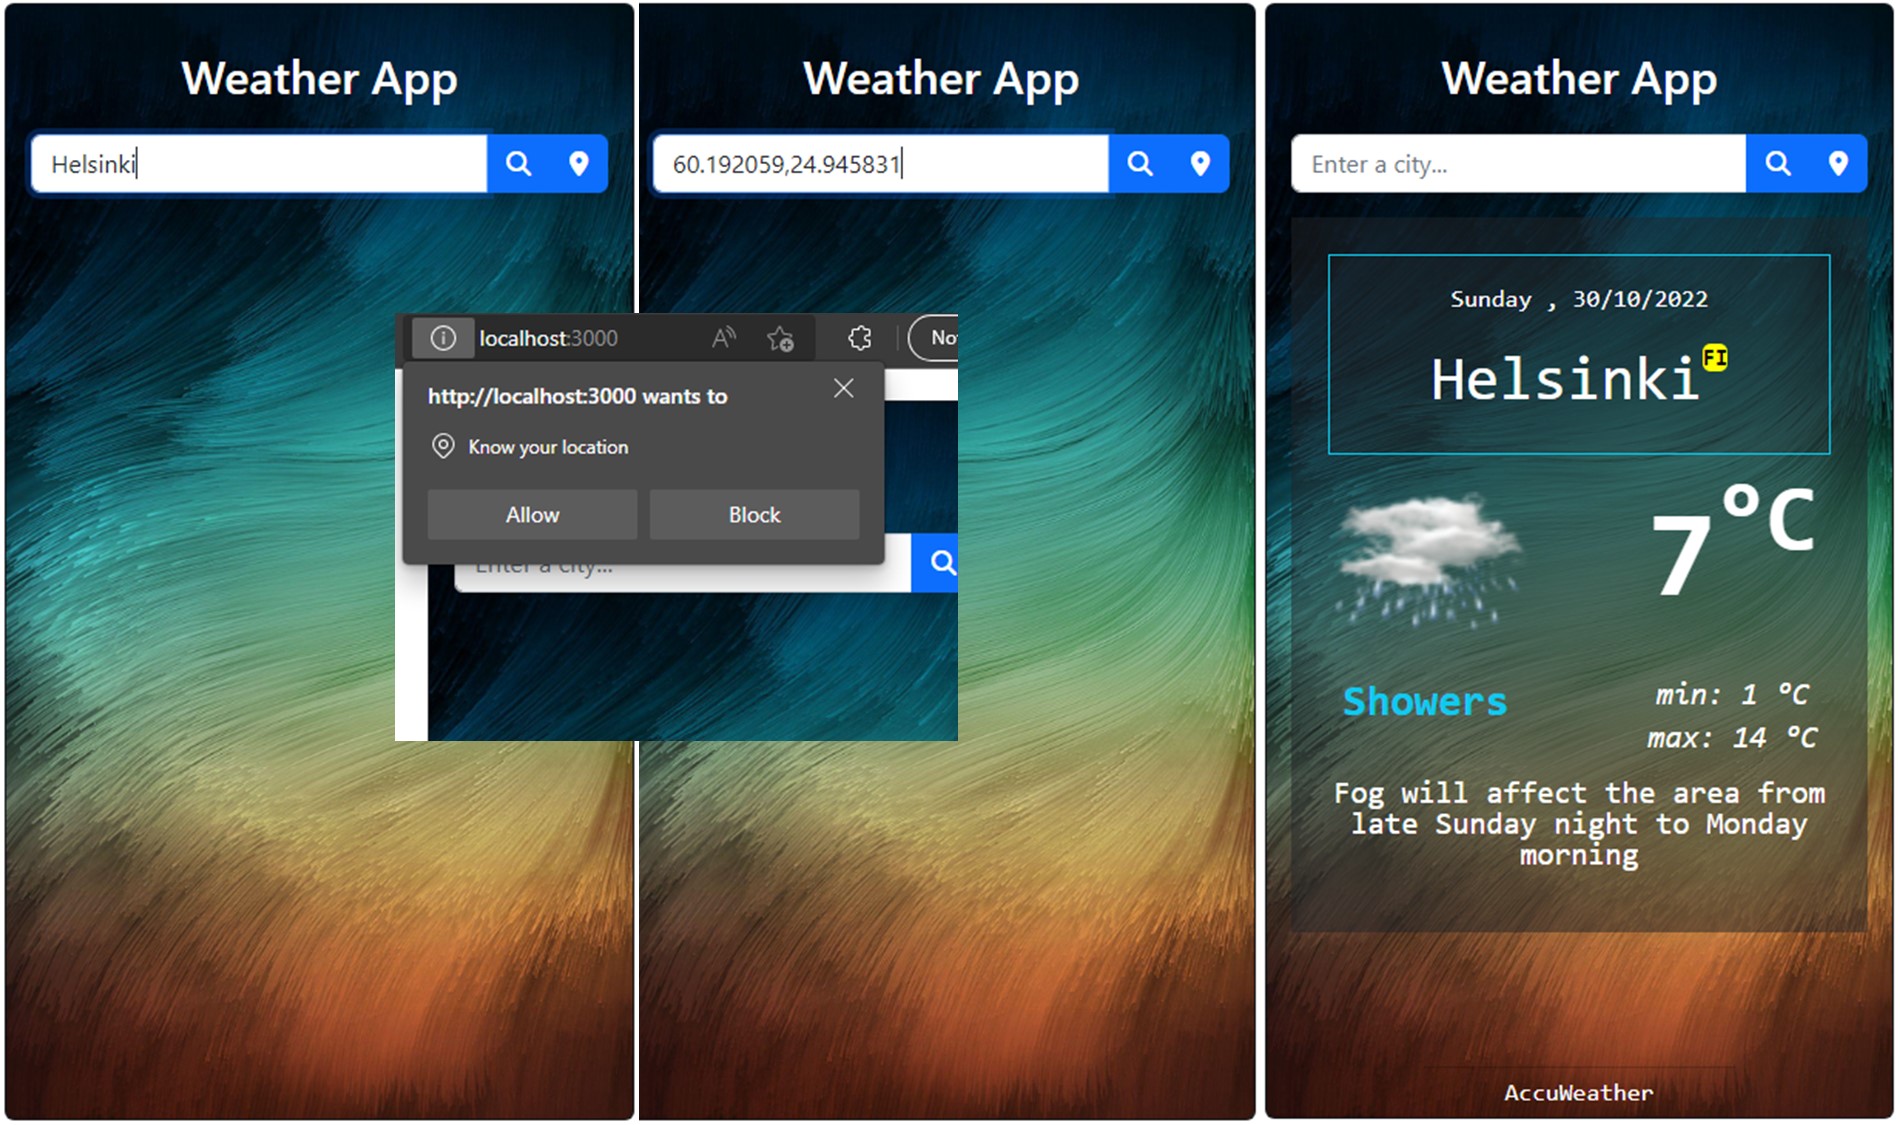 Weather App
Helsinki
Weather App
60.192059,24.945831
localhost:3000
http://localhost:3000 wants to
Know your location
Allow
Block
Enter a city...
Weather App
Enter a city...
Sunday , 30/10/2022
Helsinki FI
7°C
Showers
min: 1 °C
max: 14 °C
Fog will affect the area from
late Sunday night to Monday
morning
AccuWeather